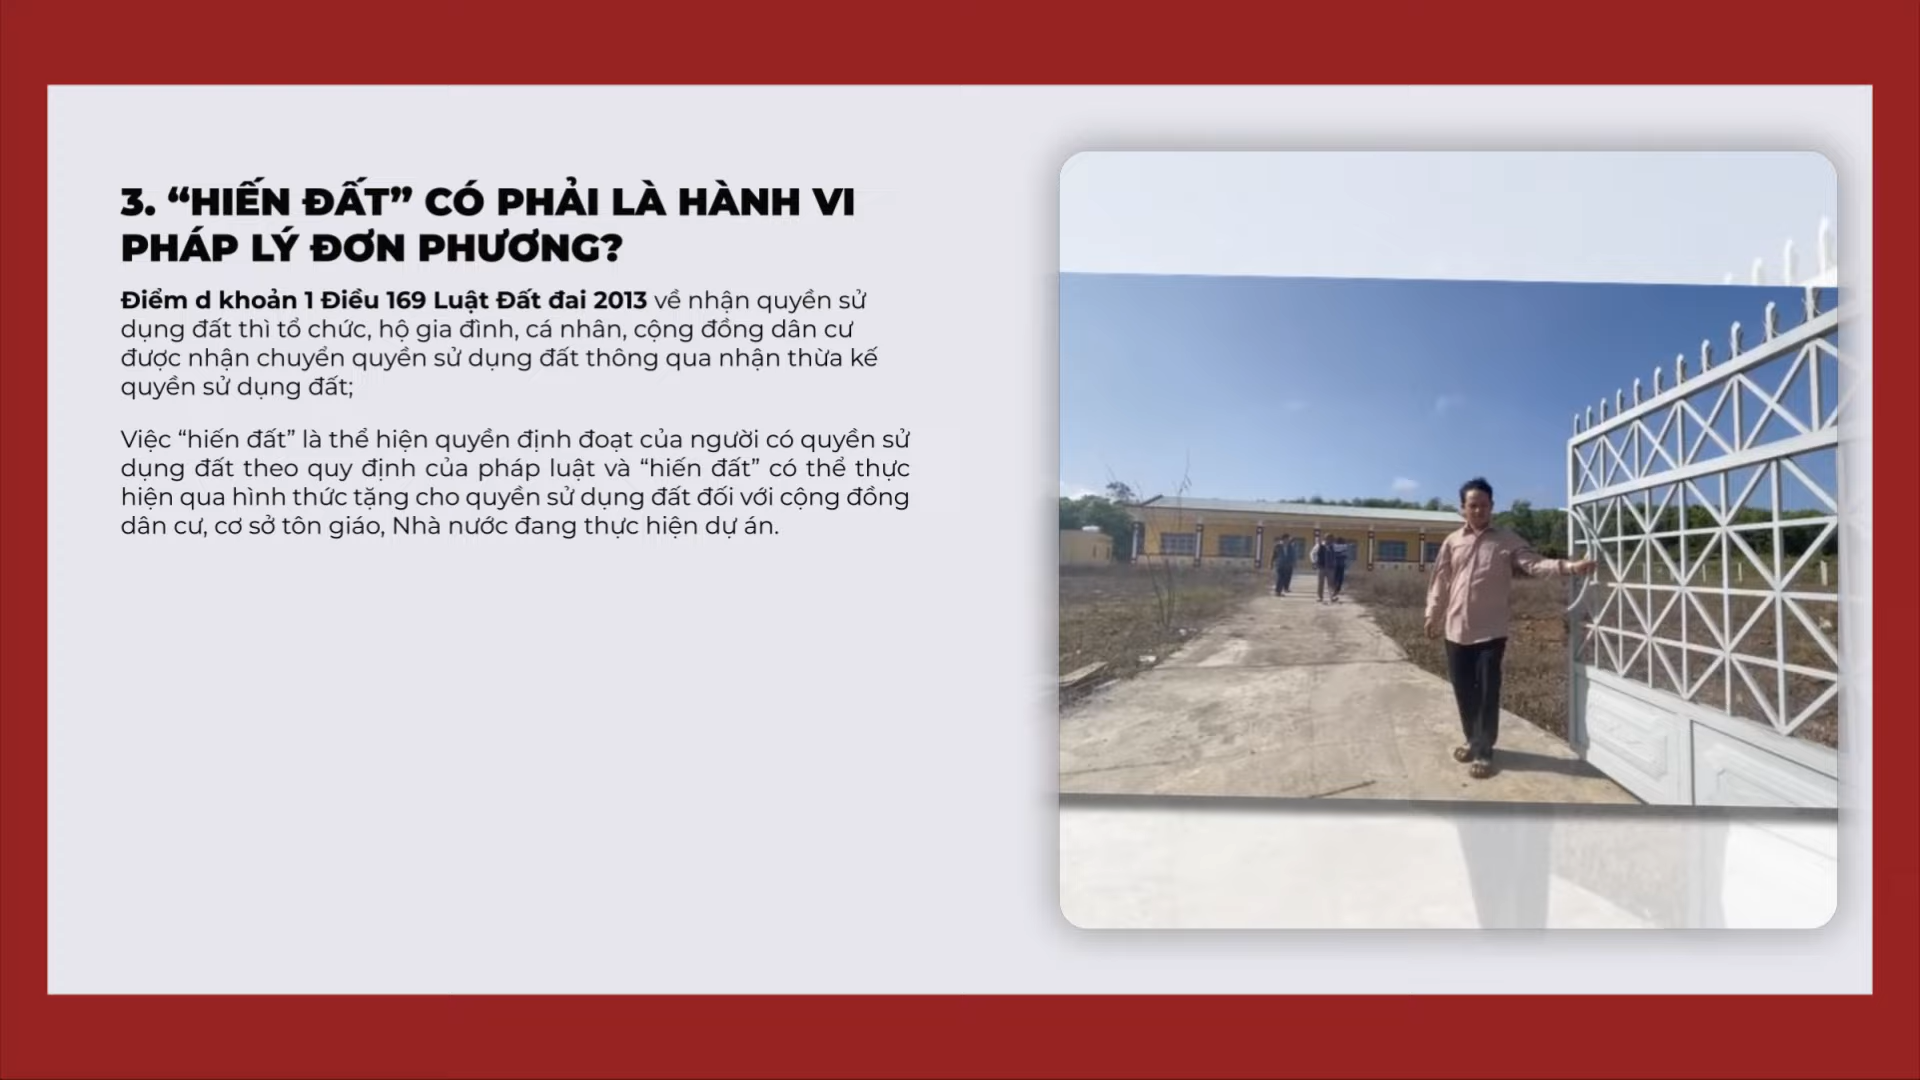 3. “HIẾN ĐẤT” CÓ PHẢI LÀ HÀNH VI
PHÁP LÝ ĐƠN PHƯƠNG?
Điểm d khoản 1 Điều 169 Luật Đất đai 2013 về nhận quyền sử
dụng đất thì tổ chức, hộ gia đình, cá nhân, cộng đồng dân cư
được nhận chuyển quyền sử dụng đất thông qua nhận thừa kế
quyền sử dụng đất;
Việc “hiến đất” là thể hiện quyền định đoạt của người có quyền sử
dụng đất theo quy định của pháp luật và “hiến đất” có thể thực
hiện qua hình thức tặng cho quyền sử dụng đất đối với cộng đồng
dân cư, cơ sở tôn giáo, Nhà nước đang thực hiện dự án.